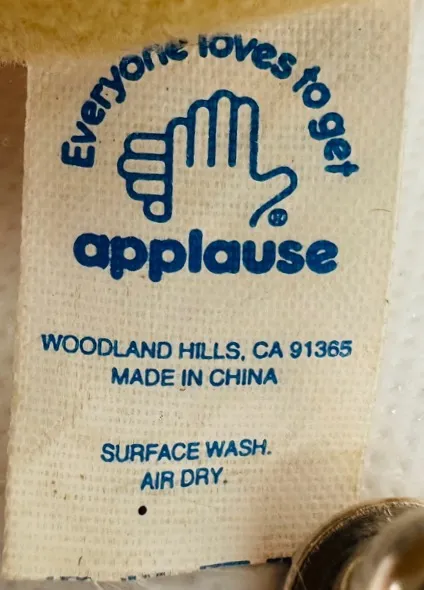 Everyone loves to get
®
applause
WOODLAND HILLS, CA 91365
MADE IN CHINA
SURFACE WASH.
AIR DRY.